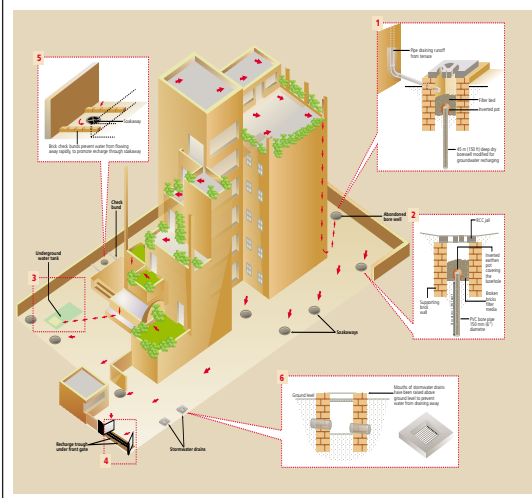 1
Pipe draining runoff
from terrace
Filter bed
Inverted pot
45 m (150 ft) deep dry
borewell modified for
groundwater recharging
5
Soakaway
Brick check bunds prevent water from flowing
away rapidly, to promote recharge through soakaway
Check
bund
Abandoned
bore well
2
RCC jali
Inverted
earthen
pot
covering
the
borehole
Broken
bricks
filter
media
Supporting
brick
wall
PVC bore pipe
150 mm (6")
diameter
Underground
water tank
3
Soakaways
6
Ground level
Mouths of stormwater drains
have been raised above
ground level to prevent
water from draining away
Recharge trough
under front gate
4
Stormwater drains